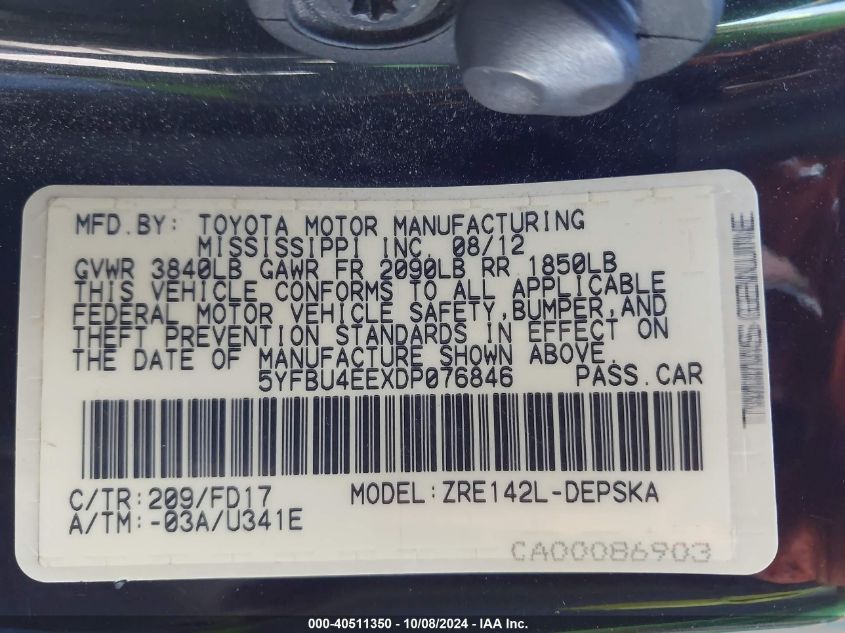 MFD.BY: TOYOTA MOTOR MANUFACTURING
MISSISSIPPI INC. 08/12
GVWR 3840LB GAWR FR 2090LB RR 1850LB
THIS VEHICLE CONFORMS TO ALL APPLICABLE
FEDERAL MOTOR VEHICLE SAFETY,BUMPER,AND
THEFT PREVENTION STANDARDS IN EFFECT ON
THE DATE OF MANUFACTURE SHOWN ABOVE.
5YFBU4EEXDP076846 PASS.CAR
C/TR:209/FD17 MODEL:ZRE142L-DEPSKA
A/TM:-03A/U341E
CA00086903
GENUINE
000-40511350 - 10/08/2024 - IAA Inc.